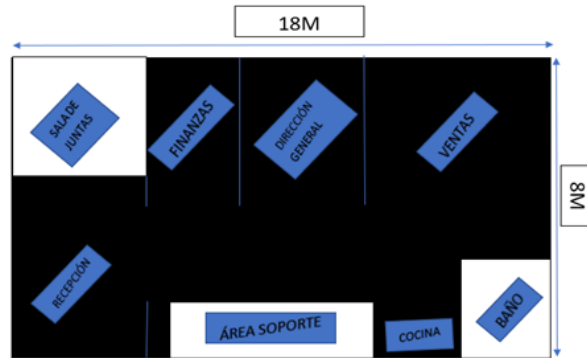 18M
SALA DE
JUNTAS
FINANZAS
DIRECCIÓN
GENERAL
VENTAS
8M
RECEPCIÓN
ÁREA SOPORTE
COCINA
BAÑO